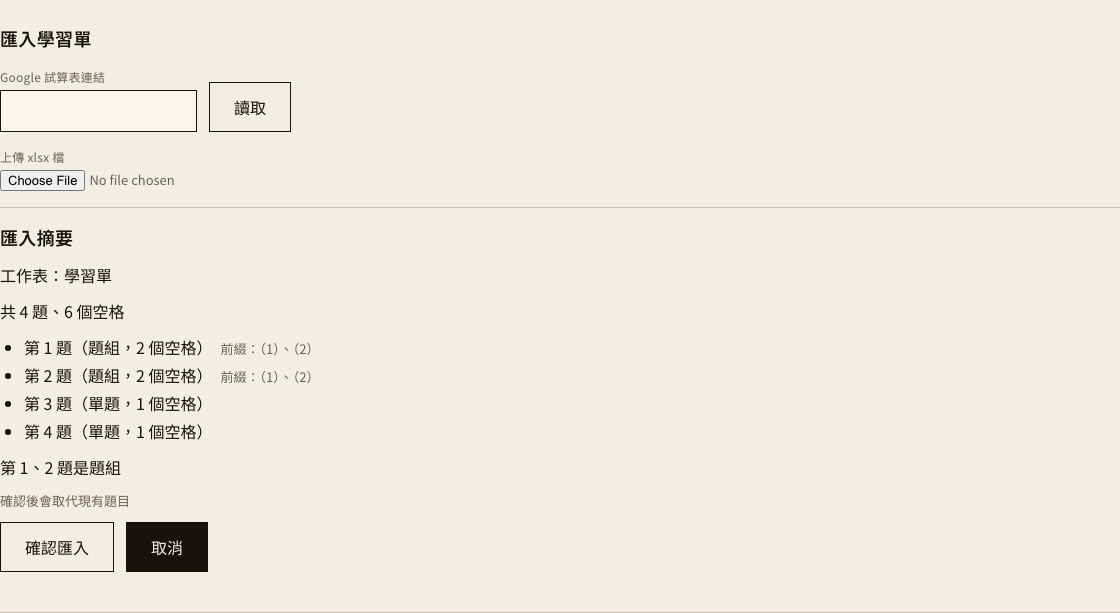 匯入學習單
Google 試算表連結
讀取
上傳 xlsx 檔
Choose File No file chosen
匯入摘要
工作表：學習單
共 4 題、6 個空格
第 1 題（題組，2 個空格） 前綴：（1）、（2）
第 2 題（題組，2 個空格） 前綴：（1）、（2）
第 3 題（單題，1 個空格）
第 4 題（單題，1 個空格）
第 1、2 題是題組
確認後會取代現有題目
確認匯入 取消